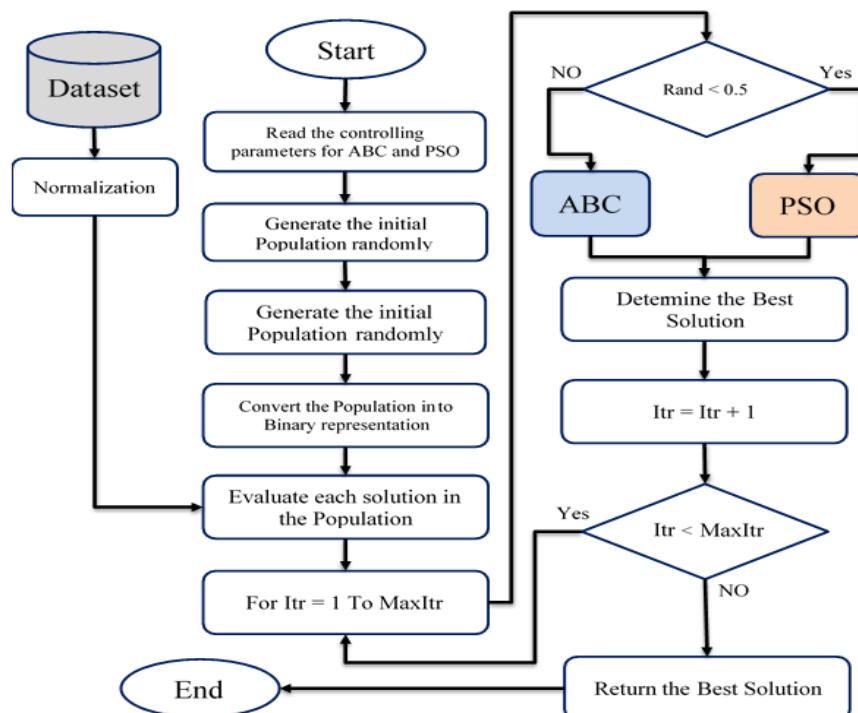 Dataset
Normalization
Start
Read the controlling
parameters for ABC and PSO
Generate the initial
Population randomly
Generate the initial
Population randomly
Convert the Population in to
Binary representation
Evaluate each solution in
the Population
For Itr = 1 To MaxItr
Rand < 0.5
NO
Yes
ABC
PSO
Determine the Best
Solution
Itr = Itr + 1
Itr < MaxItr
Yes
NO
Return the Best Solution
End